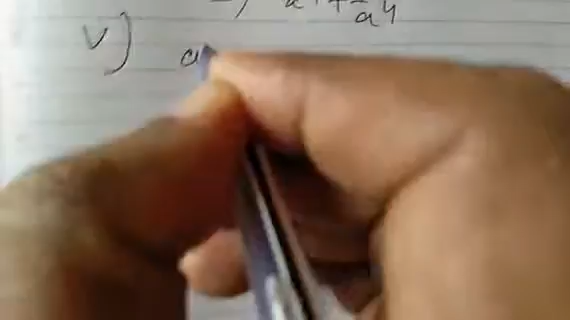 a⁴ + 1/a⁴
v) a